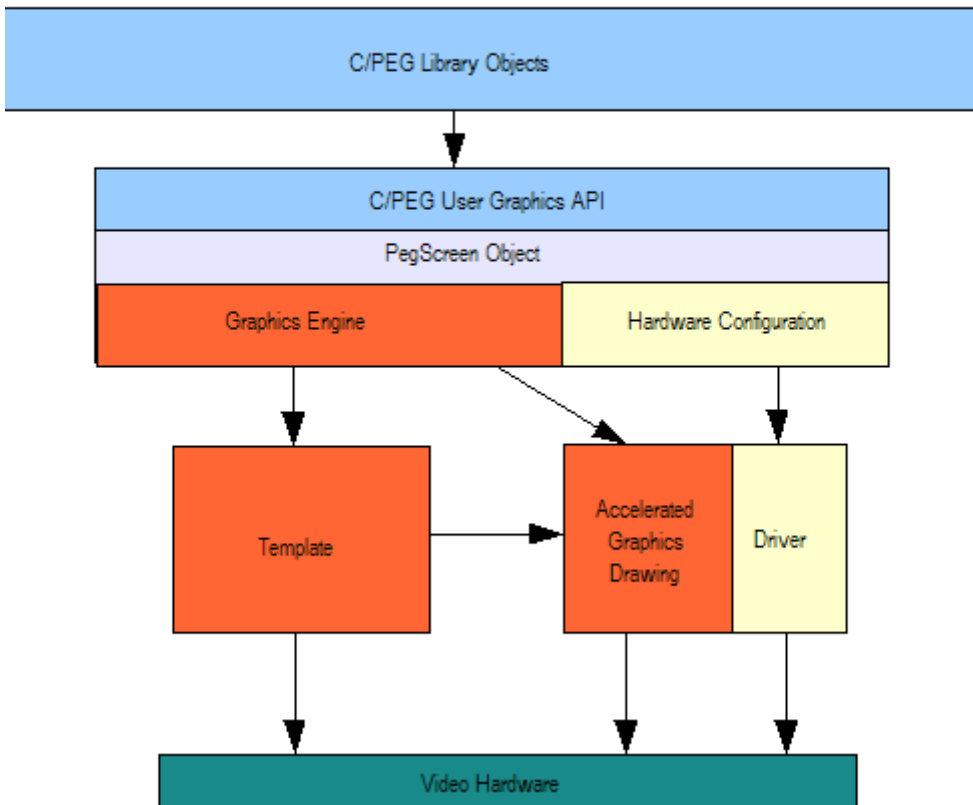 C/PEG Library Objects
C/PEG User Graphics API
PegScreen Object
Graphics Engine
Hardware Configuration
Template
Accelerated
Graphics
Drawing
Driver
Video Hardware